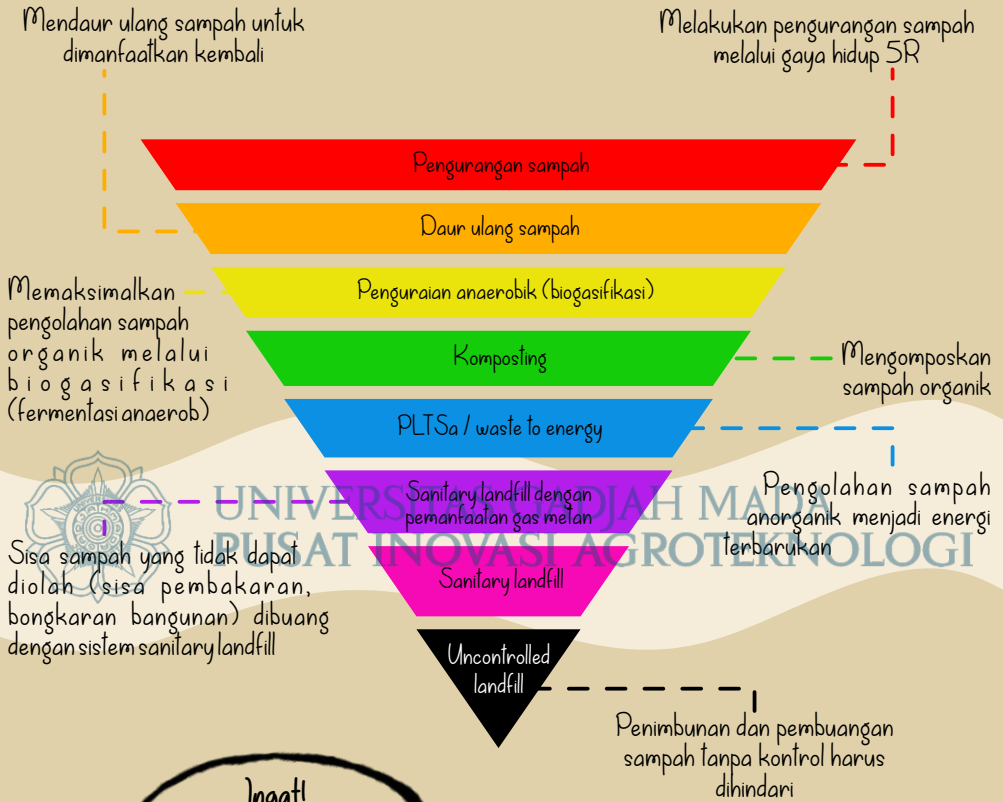 Mendaur ulang sampah untuk
dimanfaatkan kembali
Melakukan pengurangan sampah
melalui gaya hidup 5R
Pengurangan sampah
Daur ulang sampah
Penguraian anaerobik (biogasifikasi)
Memaksimalkan
pengolahan sampah
organik melalui
biogasifikasi
(fermentasi anaerob)
Komposting
Mengomposkan
sampah organik
PLTSa / waste to energy
Pengolahan sampah
anorganik menjadi energi
terbarukan
Sanitary landfill dengan
pemanfaatan gas metan
UNIVERSITAS GADJAH MADA
PUSAT INOVASI AGROTEKNOLOGI
Sisa sampah yang tidak dapat
diolah (sisa pembakaran,
bongkaran bangunan) dibuang
dengan sistem sanitary landfill
Sanitary landfill
Uncontrolled
landfill
Penimbunan dan pembuangan
sampah tanpa kontrol harus
dihindari
Ingat!